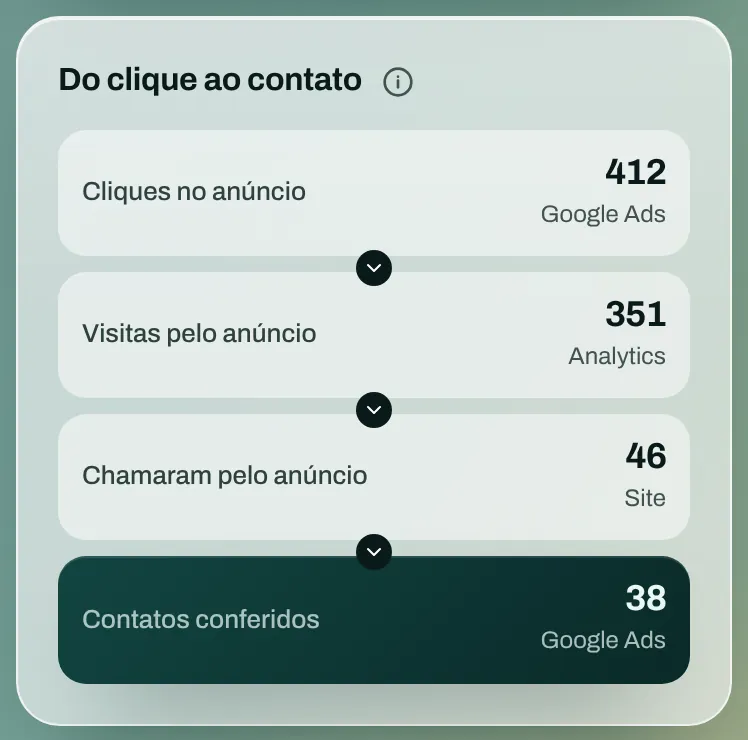 Do clique ao contato
Cliques no anúncio
412
Google Ads
Visitas pelo anúncio
351
Analytics
Chamaram pelo anúncio
46
Site
Contatos conferidos
38
Google Ads